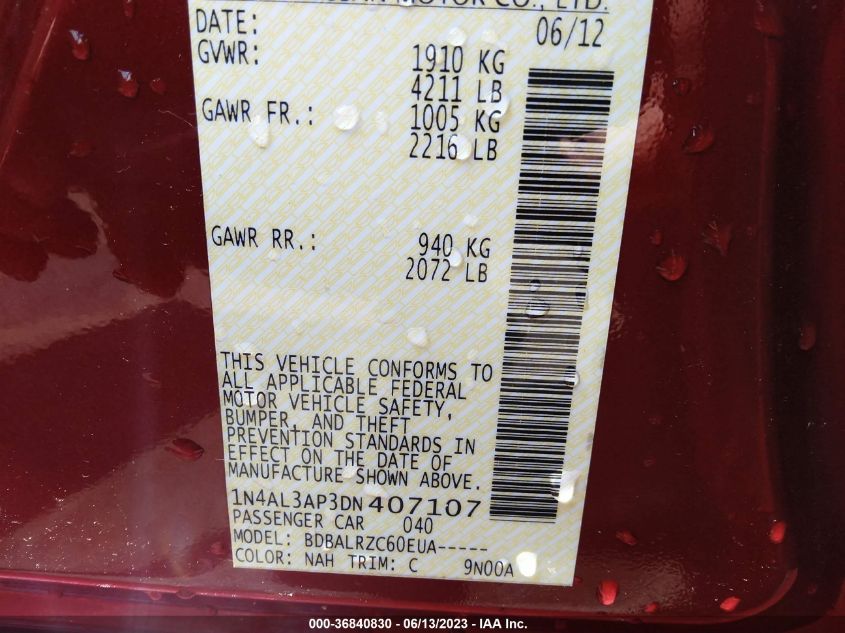 MOTOR CO., LTD.
DATE: 06/12
GVWR: 1910 KG
4211 LB
GAWR FR.: 1005 KG
2216 LB
GAWR RR.: 940 KG
2072 LB
THIS VEHICLE CONFORMS TO
ALL APPLICABLE FEDERAL
MOTOR VEHICLE SAFETY,
BUMPER, AND THEFT
PREVENTION STANDARDS IN
EFFECT ON THE DATE OF
MANUFACTURE SHOWN ABOVE.
1N4AL3AP3DN407107
PASSENGER CAR 040
MODEL: BDBALRZC60EUA-----
COLOR: NAH TRIM: C 9N00A
000-36840830 - 06/13/2023 - IAA Inc.